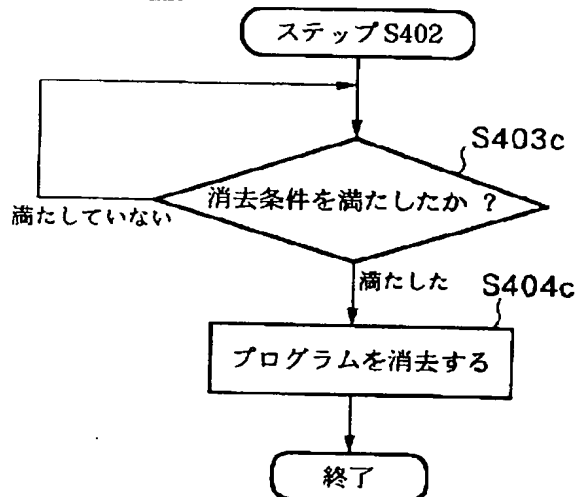 ステップS402
S403c
消去条件を満たしたか ?
満たしていない
満たした
S404c
プログラムを消去する
終了